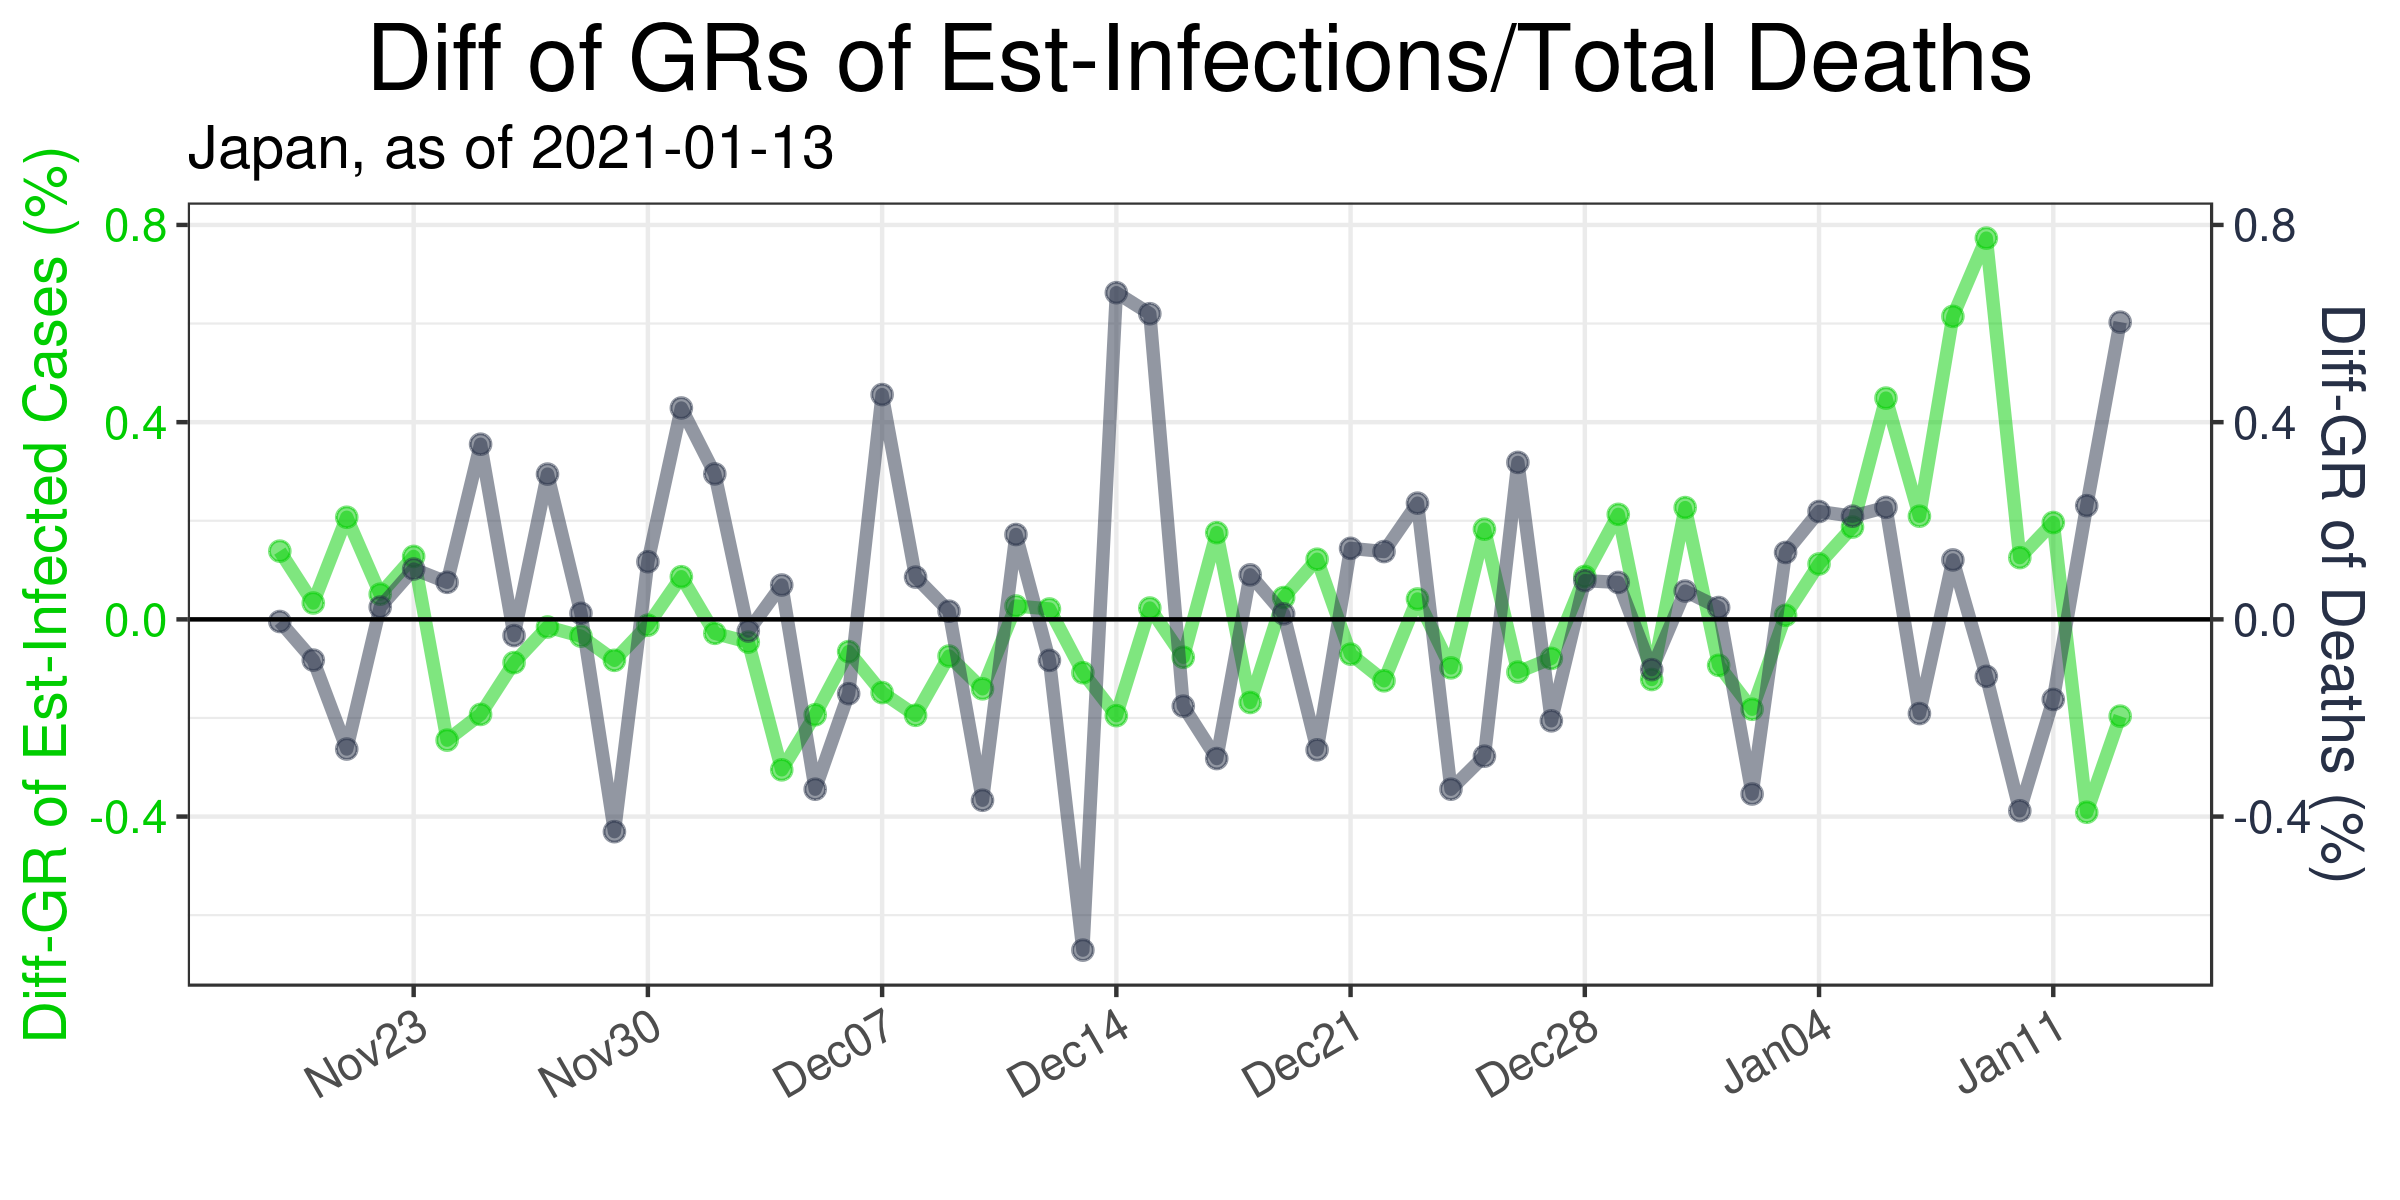 Diff of GRs of Est-Infections/Total Deaths
Japan, as of 2021-01-13
Diff-GR of Est-Infected Cases (%)
0.8
0.4
0.0
-0.4
0.8
0.4
0.0
-0.4
Diff-GR of Deaths (%)
Nov23
Nov30
Dec07
Dec14
Dec21
Dec28
Jan04
Jan11